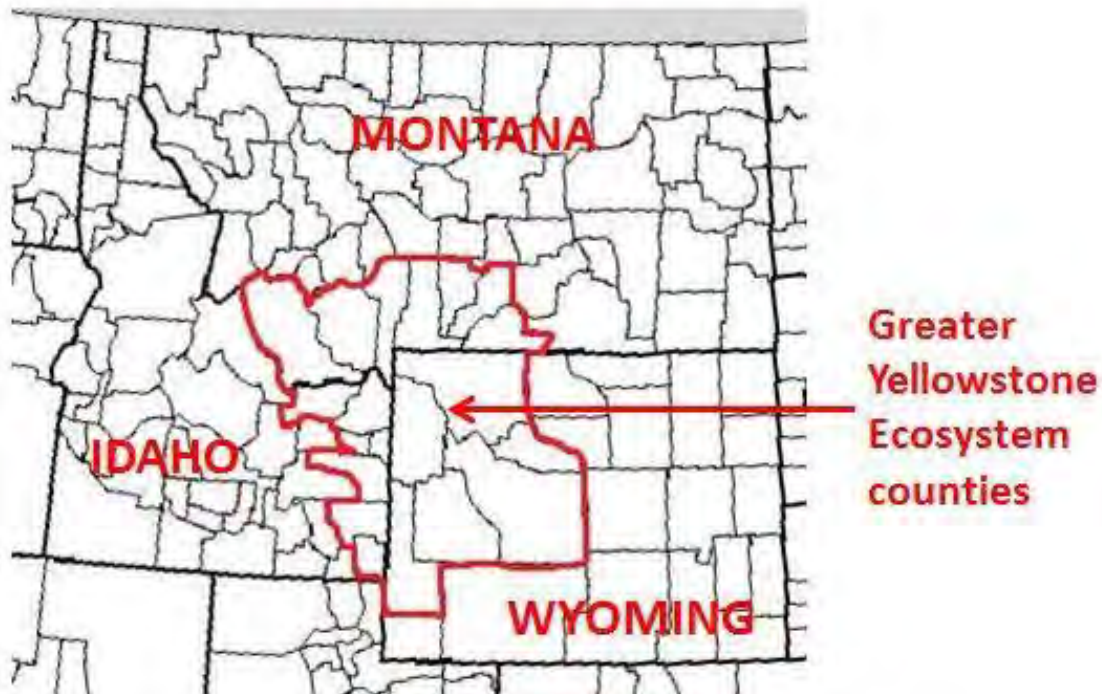 MONTANA
Greater
Yellowstone
Ecosystem
counties
IDAHO
WYOMING